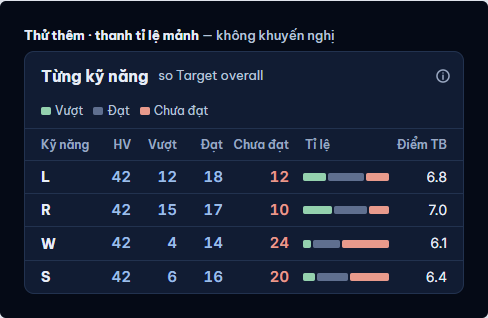 Thử thêm · thanh tỉ lệ mảnh — không khuyến nghị
Từng kỹ năng so Target overall
Vượt Đạt Chưa đạt
Kỹ năng HV Vượt Đạt Chưa đạt Tỉ lệ Điểm TB
L 42 12 18 12 6.8
R 42 15 17 10 7.0
W 42 4 14 24 6.1
S 42 6 16 20 6.4